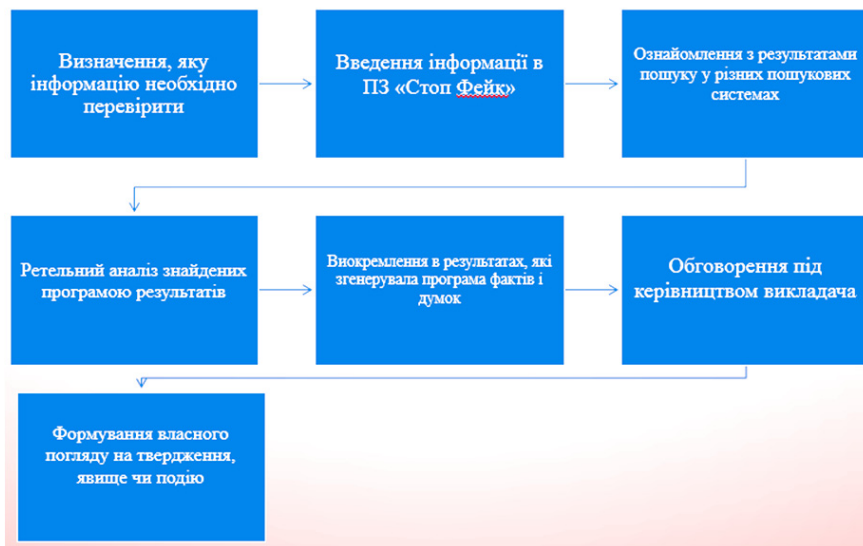 Визначення, яку
інформацію необхідно
перевірити
Введення інформації в
ПЗ «Стоп Фейк»
Ознайомлення з результатами
пошуку у різних пошукових
системах
Ретельний аналіз знайдених
програмою результатів
Виокремлення в результатах, які
згенерувала програма фактів і
думок
Обговорення під
керівництвом викладача
Формування власного
погляду на твердження,
явище чи подію